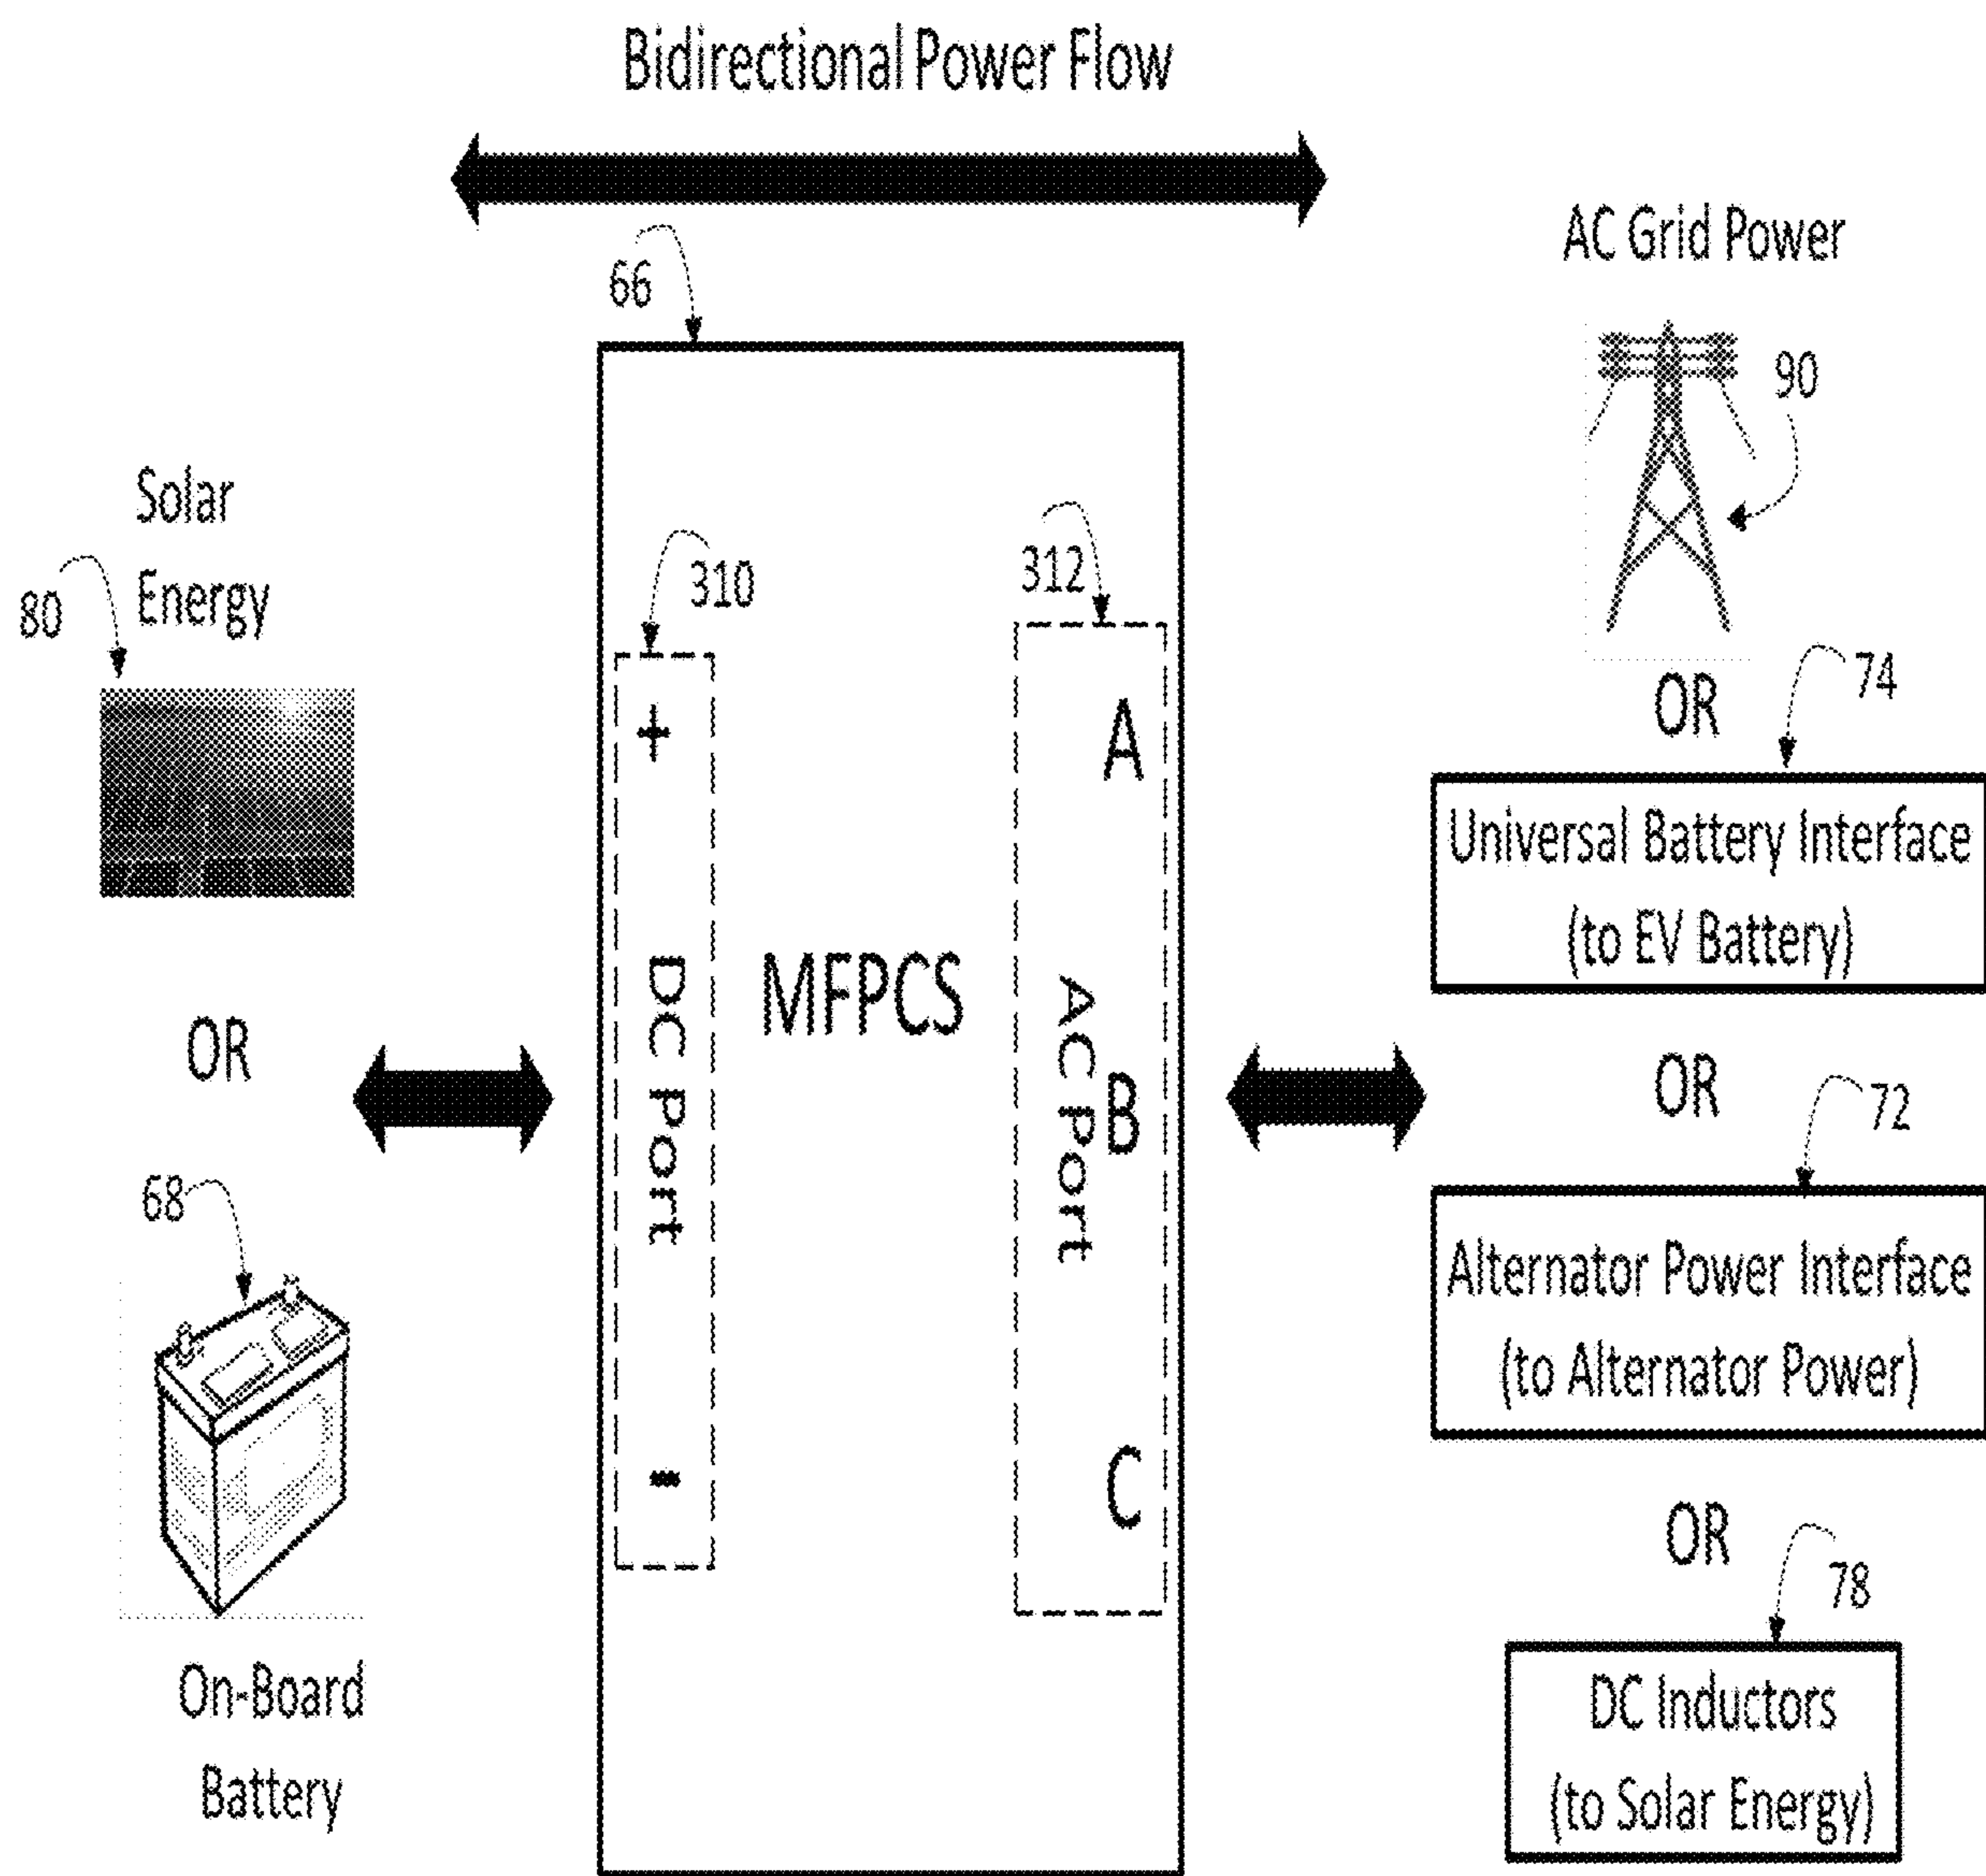 Bidirectional Power Flow
66
AC Grid Power
90
Solar
Energy
80
310
312
74
OR
+
A
Universal Battery Interface
(to EV Battery)
DC Port
MFPCS
AC Port
OR
B
OR
72
68
Alternator Power Interface
(to Alternator Power)
-
C
OR
78
On-Board
Battery
DC Inductors
(to Solar Energy)